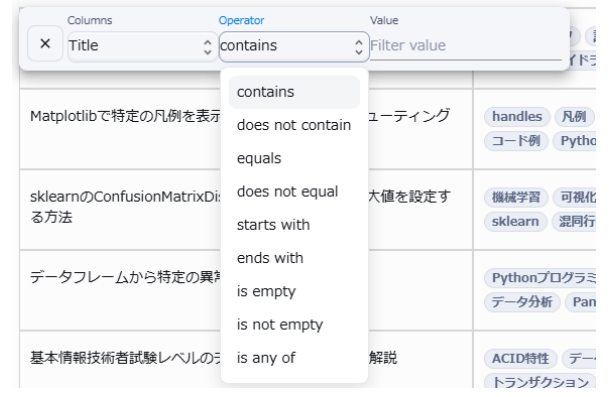 Columns
Operator
Value
Title
contains
Filter value
contains
does not contain
equals
does not equal
starts with
ends with
is empty
is not empty
is any of
Matplotlibで特定の凡例を表示
ューティング
handles
凡例
コード例
Pytho
sklearnのConfusionMatrixDis
大値を設定す
る方法
機械学習
可視化
sklearn
混同行
データフレームから特定の異常
Pythonプログラミ
データ分析
Pan
基本情報技術者試験レベルのデ
解説
ACID特性
デー
トランザクション